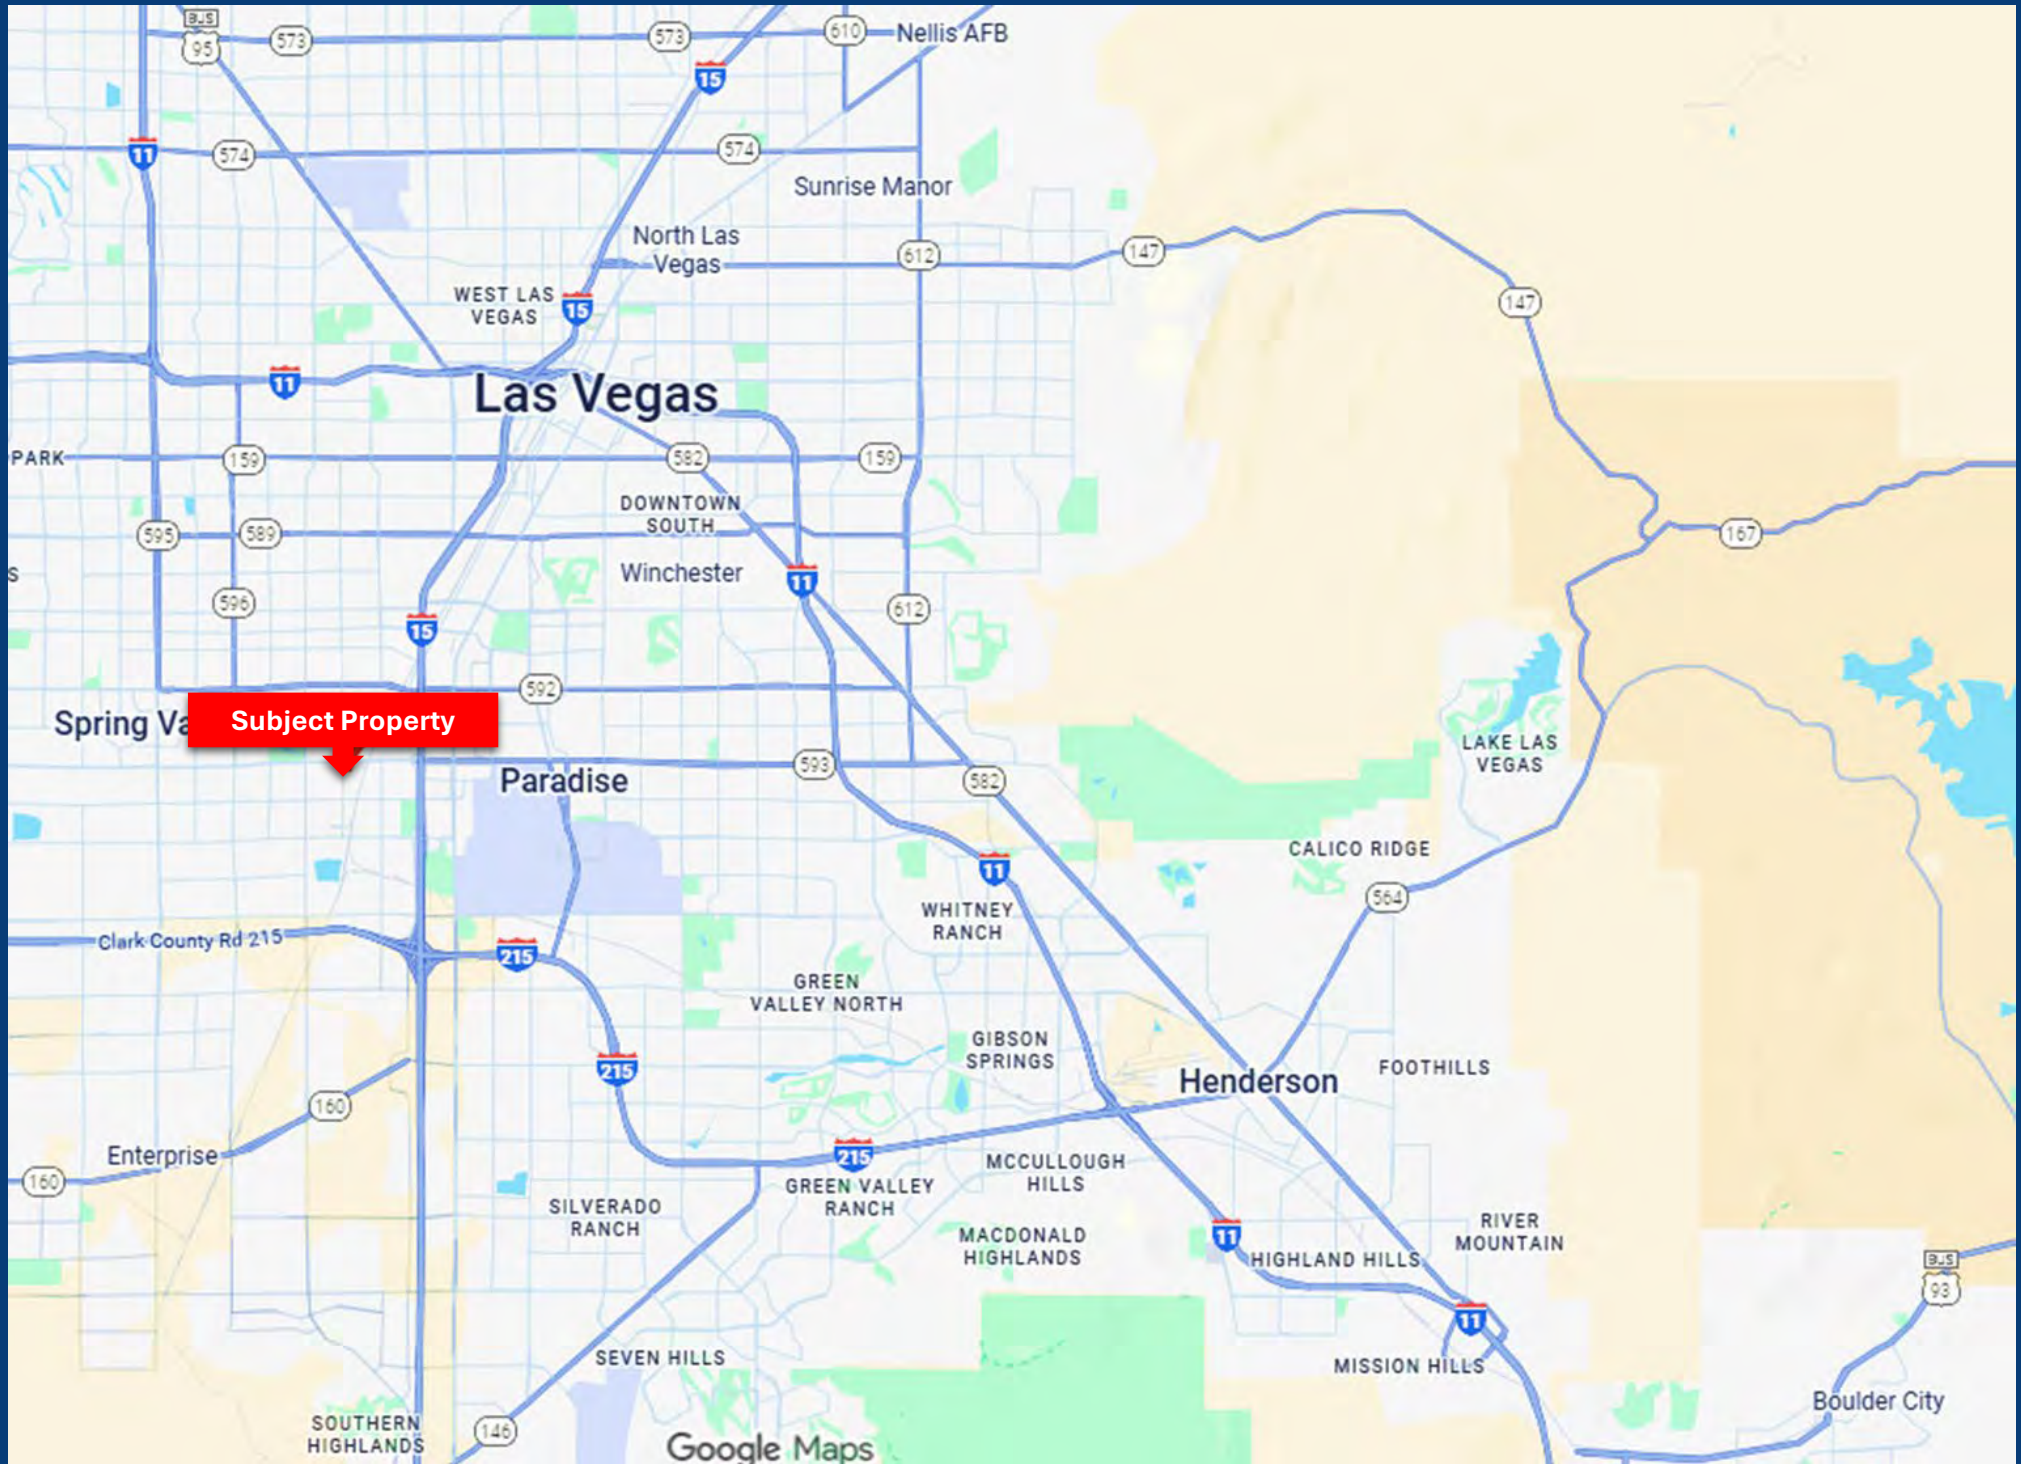 BUS
95
573
573
610
Nellis AFB
15
11
574
574
Sunrise Manor
North Las
Vegas
612
147
147
WEST LAS
VEGAS
15
11
Las Vegas
PARK
159
582
159
DOWNTOWN
SOUTH
595
589
167
S
Winchester
11
596
612
15
592
Spring Va
Subject Property
LAKE LAS
VEGAS
593
Paradise
582
CALICO RIDGE
11
564
WHITNEY
RANCH
Clark County Rd 215
215
GREEN
VALLEY NORTH
GIBSON
SPRINGS
215
FOOTHILLS
Henderson
160
Enterprise
215
MCCULLOUGH
HILLS
160
GREEN VALLEY
RANCH
SILVERADO
RANCH
11
RIVER
MOUNTAIN
MACDONALD
HIGHLANDS
HIGHLAND HILLS
BUS
93
11
SEVEN HILLS
MISSION HILLS
Boulder City
SOUTHERN
HIGHLANDS
146
Google Maps